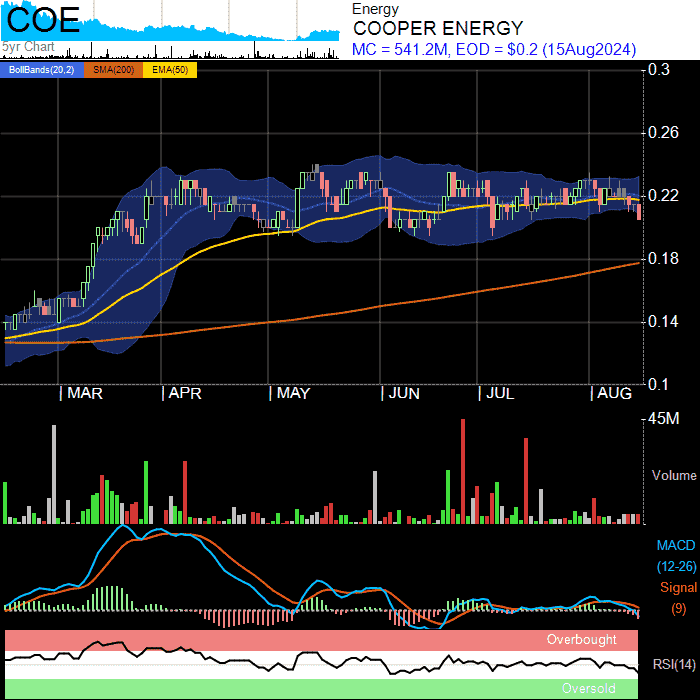 COE
5yr Chart
Energy
COOPER ENERGY
MC = 541.2M, EOD = $0.2 (15Aug2024)
BollBands(20,2) SMA(200) EMA(50)
0.3
0.26
0.22
0.18
0.14
0.1
| MAR | APR | MAY | JUN | JUL | AUG
45M
Volume
MACD
(12-26)
Signal
(9)
Overbought
RSI(14)
Oversold